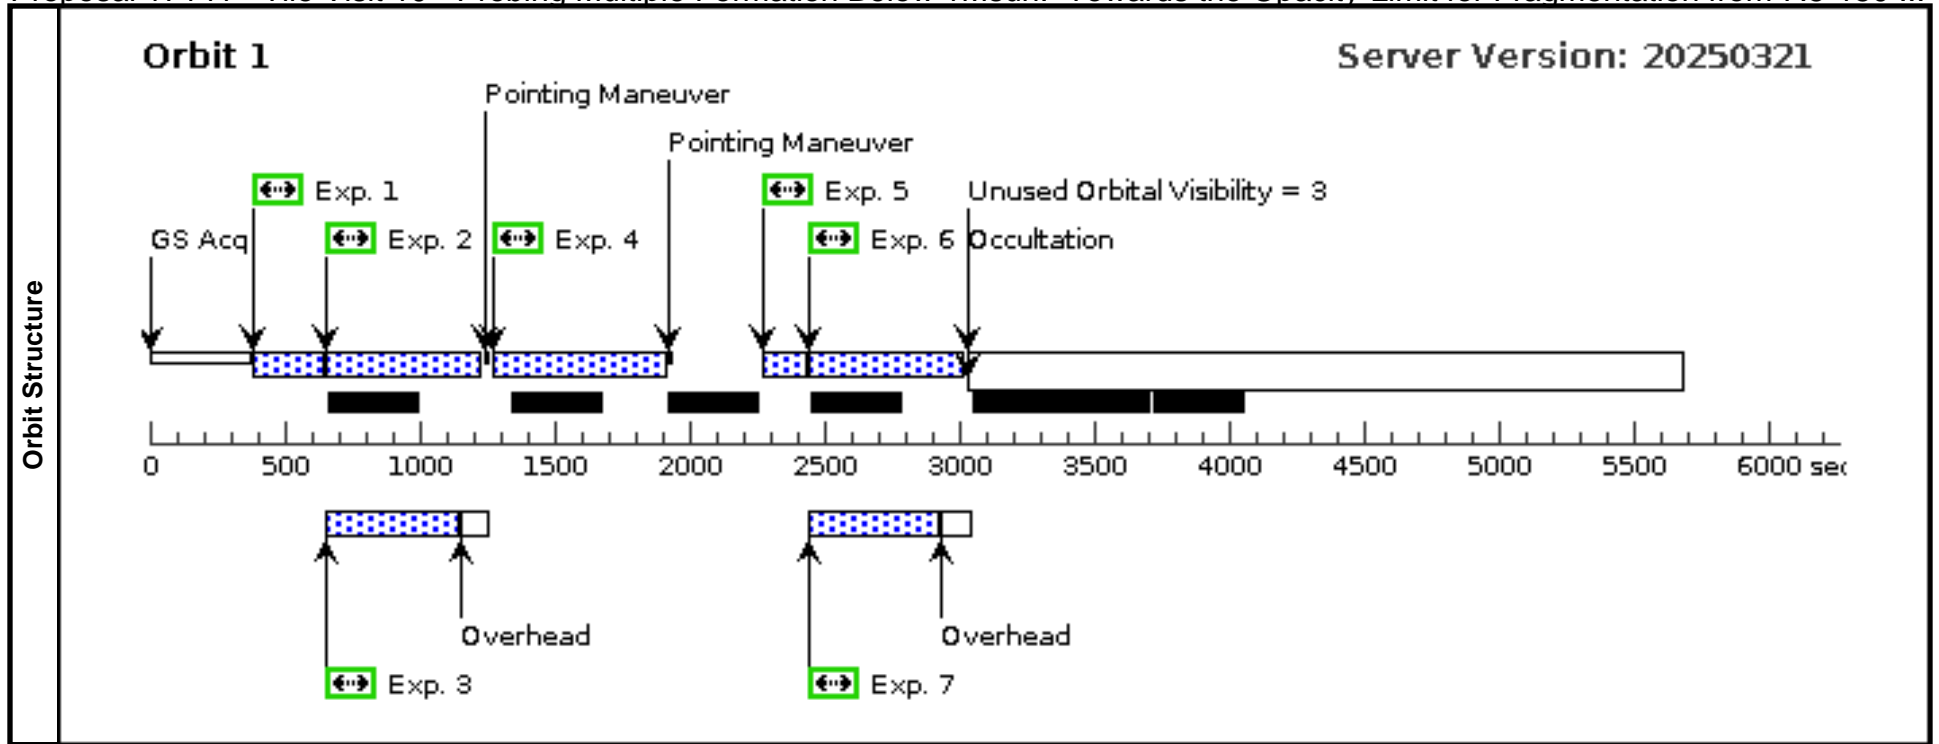 Orbit 1
Server Version: 20250321
Pointing Maneuver
Pointing Maneuver
Exp. 1
Exp. 5
Unused Orbital Visibility = 3
GS Acq
Exp. 2
Exp. 4
Exp. 6
Occultation
Orbit Structure
0 500 1000 1500 2000 2500 3000 3500 4000 4500 5000 5500 6000 sec
Overhead
Overhead
Exp. 3
Exp. 7